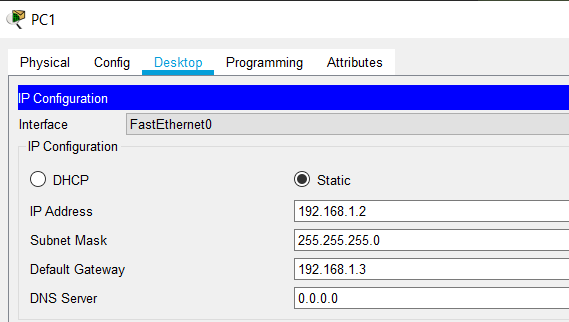 PC1
Physical Config Desktop Programming Attributes
IP Configuration
Interface FastEthernet0
IP Configuration
DHCP Static
IP Address 192.168.1.2
Subnet Mask 255.255.255.0
Default Gateway 192.168.1.3
DNS Server 0.0.0.0